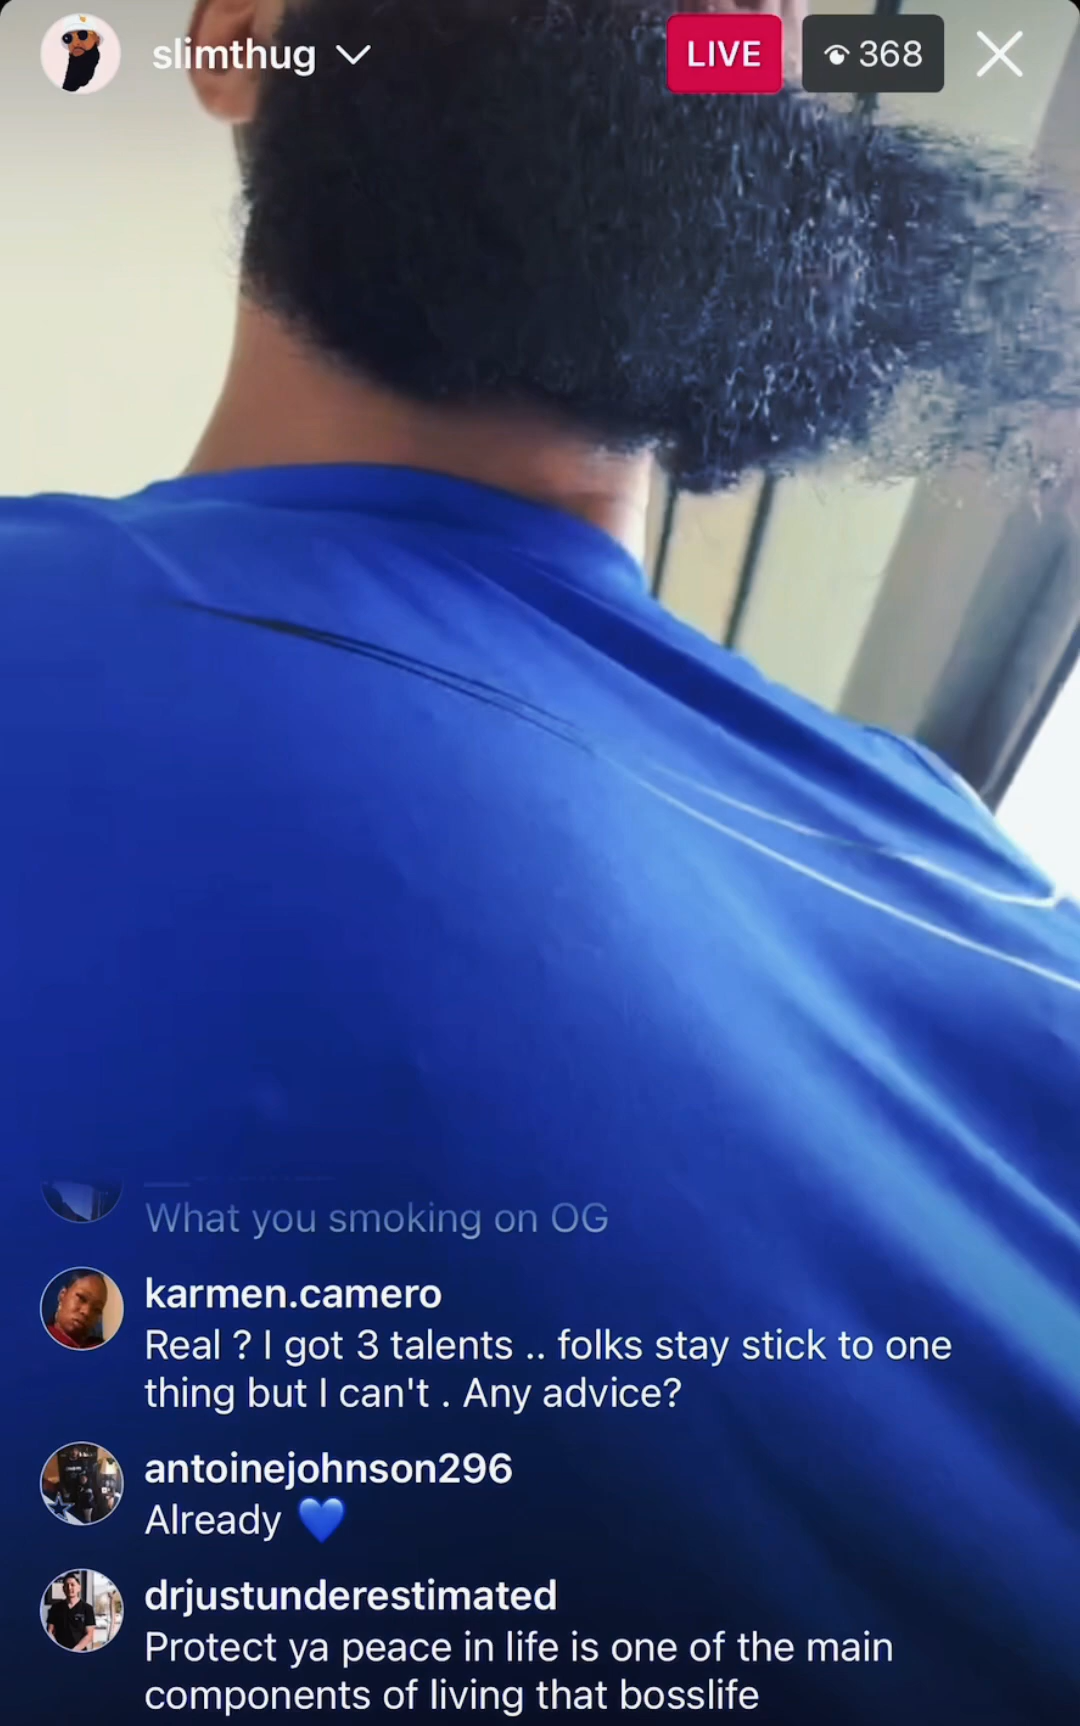 slimthug
LIVE
368
What you smoking on OG
karmen.camero
Real ? I got 3 talents .. folks stay stick to one
thing but I can't . Any advice?
antoinejohnson296
Already 💙
drjustunderestimated
Protect ya peace in life is one of the main
components of living that bosslife